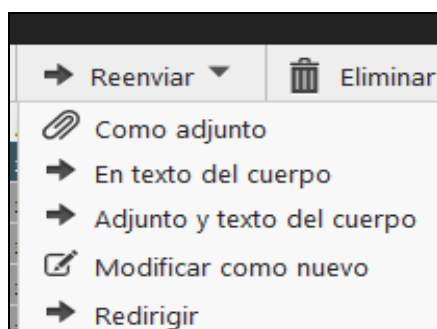 Reenviar Eliminar
Como adjunto
En texto del cuerpo
Adjunto y texto del cuerpo
Modificar como nuevo
Redirigir